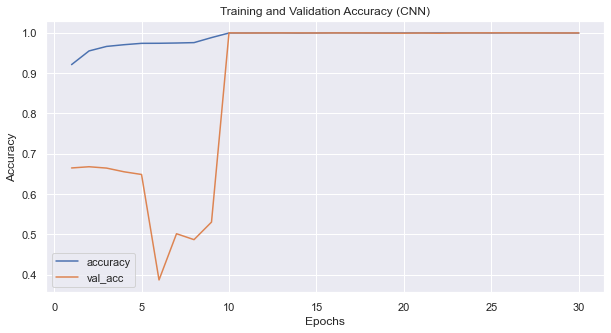 Training and Validation Accuracy (CNN)
1.0
0.9
0.8
0.7
0.6
0.5
0.4
Accuracy
accuracy
val_acc
0 5 10 15 20 25 30
Epochs